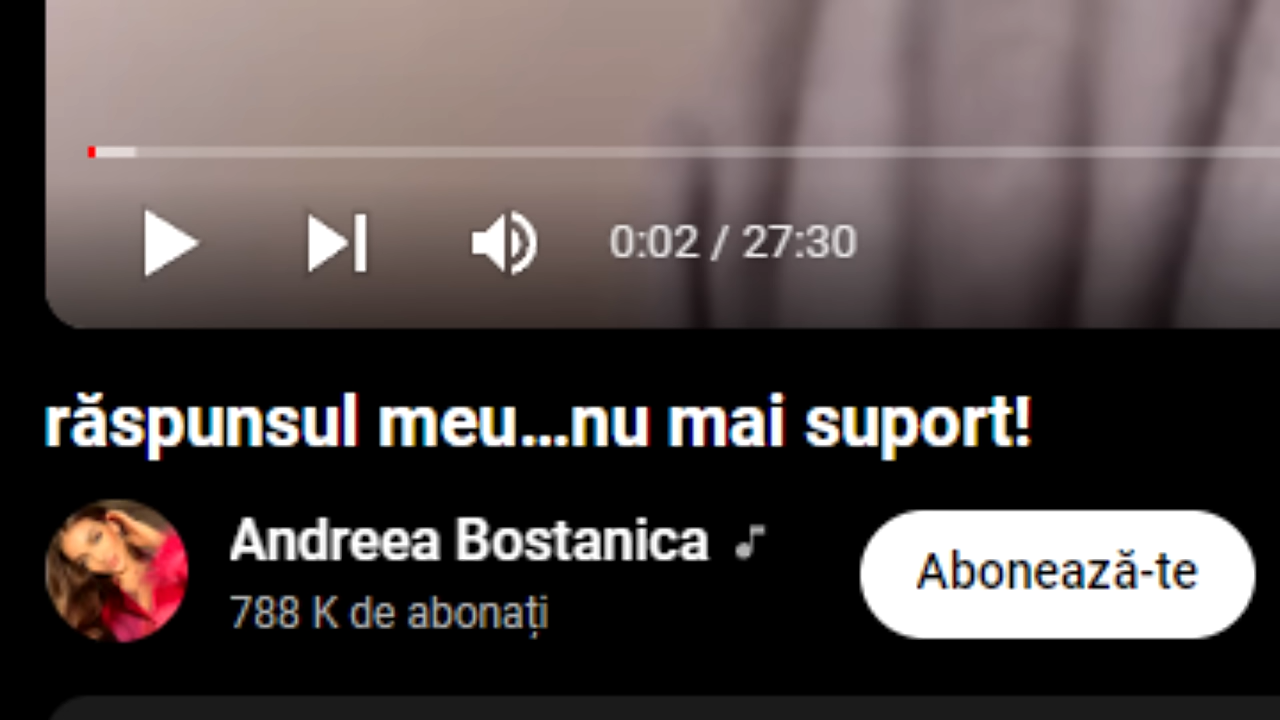 0:02 / 27:30
răspunsul meu...nu mai suport!
Andreea Bostanica
788 K de abonați
Abonează-te